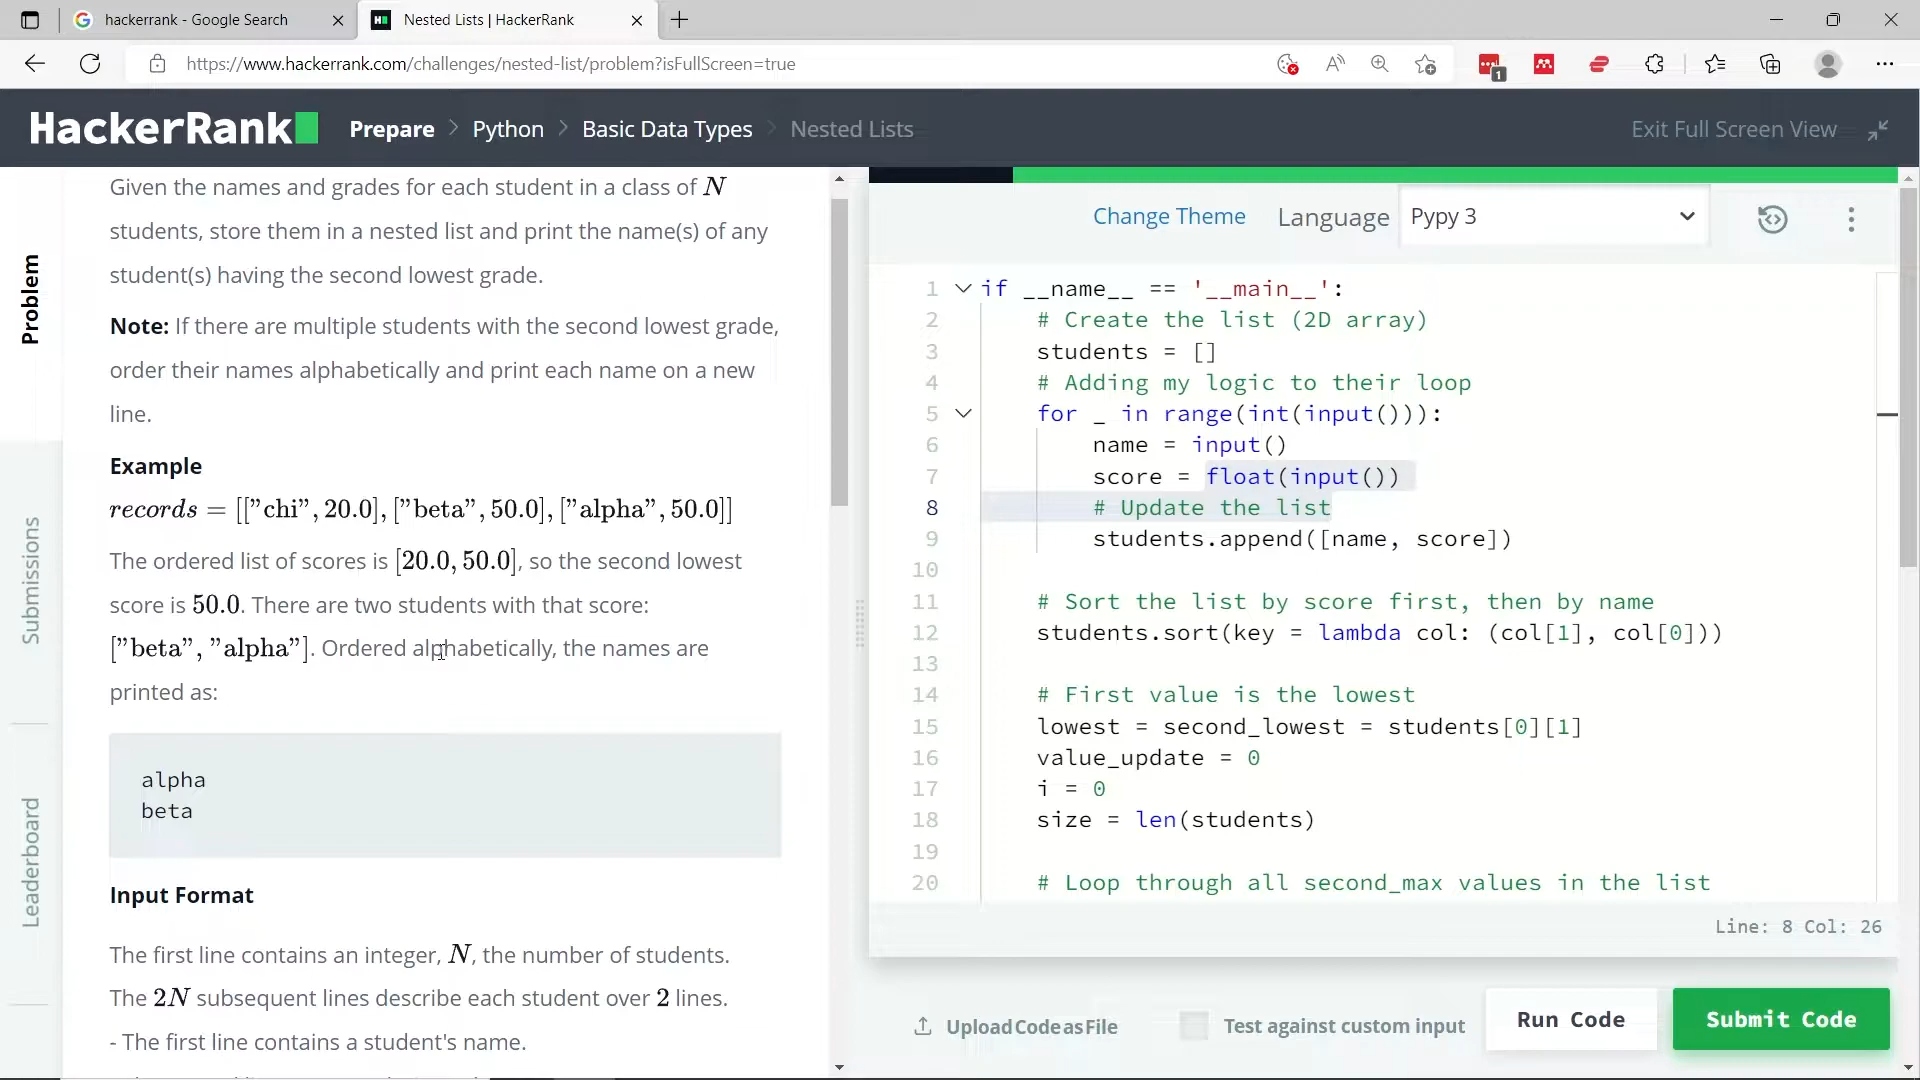 hackerrank - Google Search
Nested Lists | HackerRank
https://www.hackerrank.com/challenges/nested-list/problem?isFullScreen=true
1
HackerRank
Prepare > Python > Basic Data Types > Nested Lists
Exit Full Screen View
Problem
Submissions
Leaderboard
Given the names and grades for each student in a class of N
students, store them in a nested list and print the name(s) of any
student(s) having the second lowest grade.
Note: If there are multiple students with the second lowest grade,
order their names alphabetically and print each name on a new
line.
Example
records = [["chi", 20.0], ["beta", 50.0], ["alpha", 50.0]]
The ordered list of scores is [20.0, 50.0], so the second lowest
score is 50.0. There are two students with that score:
["beta", "alpha"]. Ordered alphabetically, the names are
printed as:
alpha
beta
Input Format
The first line contains an integer, N, the number of students.
The 2N subsequent lines describe each student over 2 lines.
- The first line contains a student's name.
Change Theme Language Pypy 3
1 if __name__ == '__main__':
2 # Create the list (2D array)
3 students = []
4 # Adding my logic to their loop
5 for _ in range(int(input())):
6 name = input()
7 score = float(input())
8 # Update the list
9 students.append([name, score])
10
11 # Sort the list by score first, then by name
12 students.sort(key = lambda col: (col[1], col[0]))
13
14 # First value is the lowest
15 lowest = second_lowest = students[0][1]
16 value_update = 0
17 i = 0
18 size = len(students)
19
20 # Loop through all second_max values in the list
Line: 8 Col: 26
Upload Code as File
Test against custom input
Run Code
Submit Code